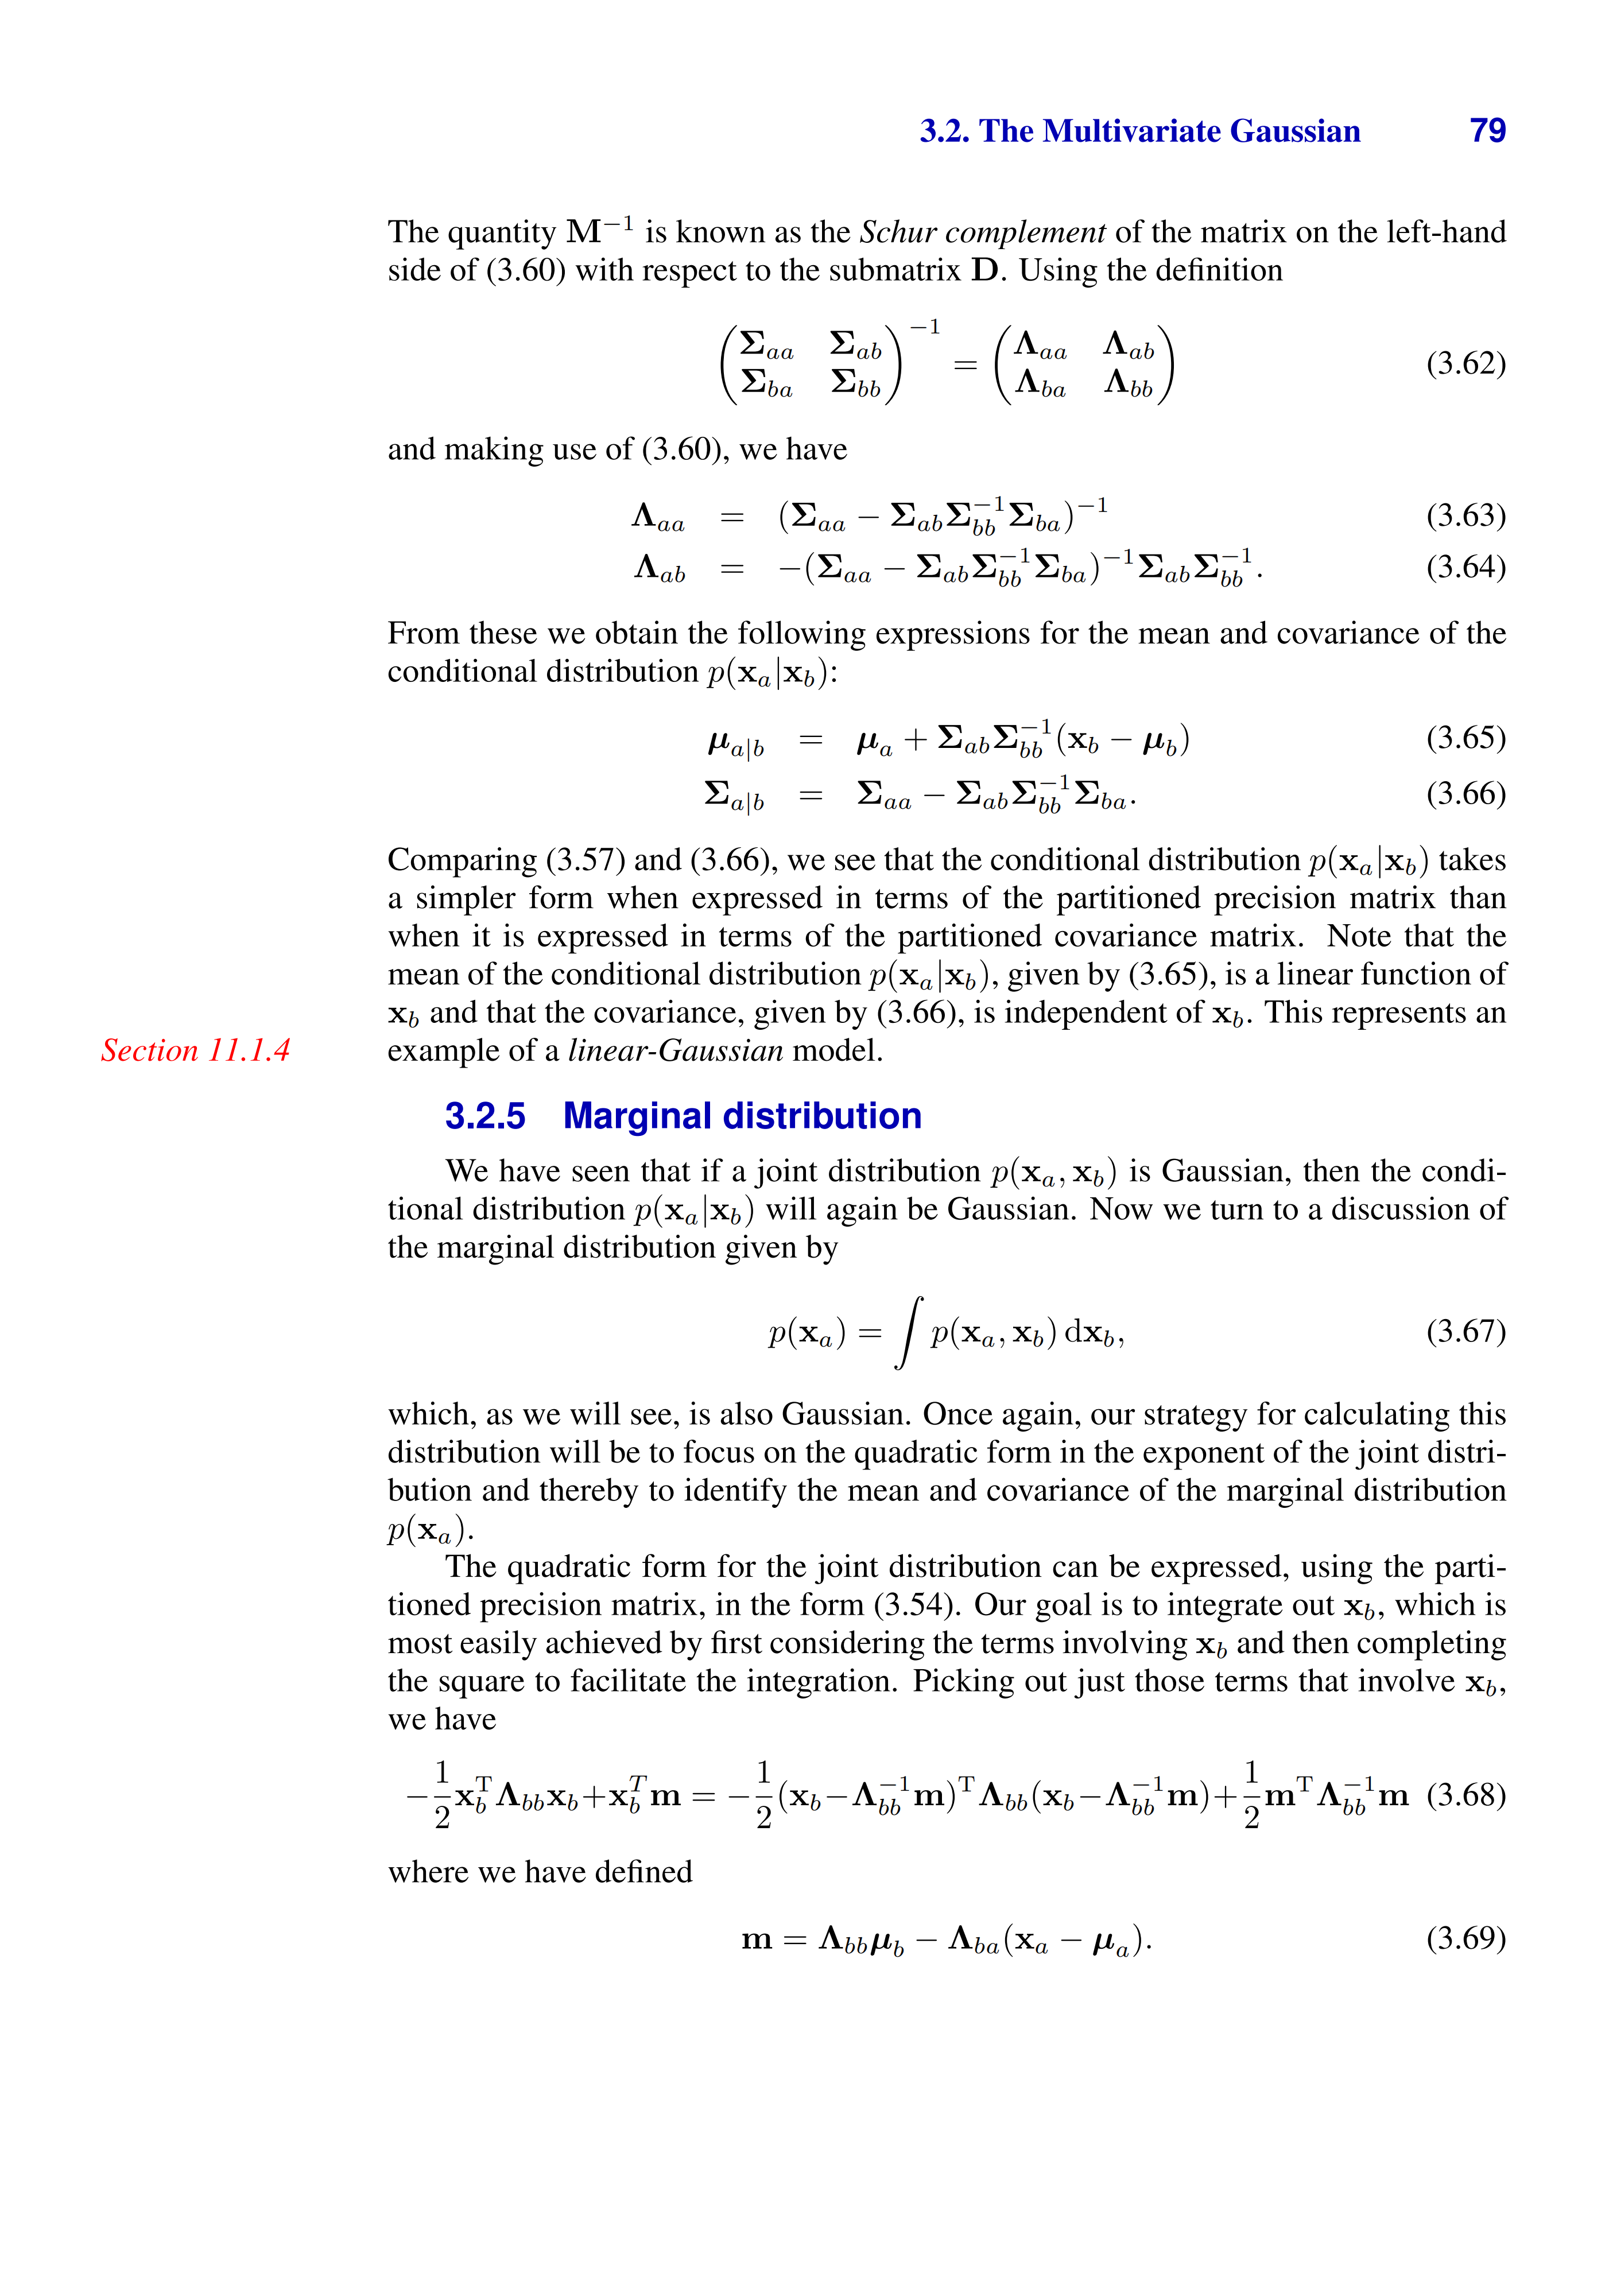 3.2. The Multivariate Gaussian 79
The quantity M⁻¹ is known as the Schur complement of the matrix on the left-hand
side of (3.60) with respect to the submatrix D. Using the definition
$$\begin{pmatrix} \boldsymbol{\Sigma}_{aa} & \boldsymbol{\Sigma}_{ab} \\ \boldsymbol{\Sigma}_{ba} & \boldsymbol{\Sigma}_{bb} \end{pmatrix}^{-1} = \begin{pmatrix} \boldsymbol{\Lambda}_{aa} & \boldsymbol{\Lambda}_{ab} \\ \boldsymbol{\Lambda}_{ba} & \boldsymbol{\Lambda}_{bb} \end{pmatrix}$$ (3.62)
and making use of (3.60), we have
$$\boldsymbol{\Lambda}_{aa} = (\boldsymbol{\Sigma}_{aa} - \boldsymbol{\Sigma}_{ab}\boldsymbol{\Sigma}_{bb}^{-1}\boldsymbol{\Sigma}_{ba})^{-1}$$ (3.63)
$$\boldsymbol{\Lambda}_{ab} = -(\boldsymbol{\Sigma}_{aa} - \boldsymbol{\Sigma}_{ab}\boldsymbol{\Sigma}_{bb}^{-1}\boldsymbol{\Sigma}_{ba})^{-1}\boldsymbol{\Sigma}_{ab}\boldsymbol{\Sigma}_{bb}^{-1}.$$ (3.64)
From these we obtain the following expressions for the mean and covariance of the
conditional distribution $p(\mathbf{x}_a|\mathbf{x}_b)$:
$$\boldsymbol{\mu}_{a|b} = \boldsymbol{\mu}_a + \boldsymbol{\Sigma}_{ab}\boldsymbol{\Sigma}_{bb}^{-1}(\mathbf{x}_b - \boldsymbol{\mu}_b)$$ (3.65)
$$\boldsymbol{\Sigma}_{a|b} = \boldsymbol{\Sigma}_{aa} - \boldsymbol{\Sigma}_{ab}\boldsymbol{\Sigma}_{bb}^{-1}\boldsymbol{\Sigma}_{ba}.$$ (3.66)
Comparing (3.57) and (3.66), we see that the conditional distribution $p(\mathbf{x}_a|\mathbf{x}_b)$ takes
a simpler form when expressed in terms of the partitioned precision matrix than
when it is expressed in terms of the partitioned covariance matrix. Note that the
mean of the conditional distribution $p(\mathbf{x}_a|\mathbf{x}_b)$, given by (3.65), is a linear function of
$\mathbf{x}_b$ and that the covariance, given by (3.66), is independent of $\mathbf{x}_b$. This represents an
Section 11.1.4 example of a linear-Gaussian model.
3.2.5 Marginal distribution
We have seen that if a joint distribution $p(\mathbf{x}_a, \mathbf{x}_b)$ is Gaussian, then the condi-
tional distribution $p(\mathbf{x}_a|\mathbf{x}_b)$ will again be Gaussian. Now we turn to a discussion of
the marginal distribution given by
$$p(\mathbf{x}_a) = \int p(\mathbf{x}_a, \mathbf{x}_b)\,\mathrm{d}\mathbf{x}_b,$$ (3.67)
which, as we will see, is also Gaussian. Once again, our strategy for calculating this
distribution will be to focus on the quadratic form in the exponent of the joint distri-
bution and thereby to identify the mean and covariance of the marginal distribution
$p(\mathbf{x}_a)$.
The quadratic form for the joint distribution can be expressed, using the parti-
tioned precision matrix, in the form (3.54). Our goal is to integrate out $\mathbf{x}_b$, which is
most easily achieved by first considering the terms involving $\mathbf{x}_b$ and then completing
the square to facilitate the integration. Picking out just those terms that involve $\mathbf{x}_b$,
we have
$$-\frac{1}{2}\mathbf{x}_b^{\mathrm{T}}\boldsymbol{\Lambda}_{bb}\mathbf{x}_b + \mathbf{x}_b^{T}\mathbf{m} = -\frac{1}{2}(\mathbf{x}_b - \boldsymbol{\Lambda}_{bb}^{-1}\mathbf{m})^{\mathrm{T}}\boldsymbol{\Lambda}_{bb}(\mathbf{x}_b - \boldsymbol{\Lambda}_{bb}^{-1}\mathbf{m}) + \frac{1}{2}\mathbf{m}^{\mathrm{T}}\boldsymbol{\Lambda}_{bb}^{-1}\mathbf{m}$$ (3.68)
where we have defined
$$\mathbf{m} = \boldsymbol{\Lambda}_{bb}\boldsymbol{\mu}_b - \boldsymbol{\Lambda}_{ba}(\mathbf{x}_a - \boldsymbol{\mu}_a).$$ (3.69)